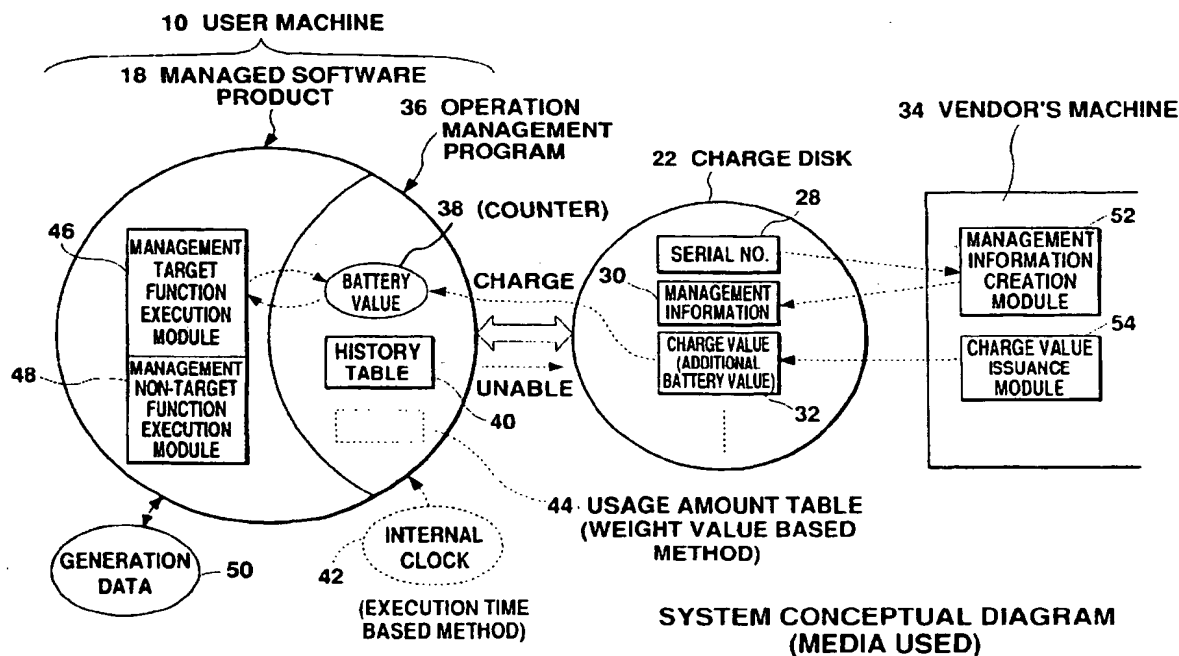 10 USER MACHINE
18 MANAGED SOFTWARE
PRODUCT
36 OPERATION
MANAGEMENT
PROGRAM
38 (COUNTER)
46
MANAGEMENT
TARGET
FUNCTION
EXECUTION
MODULE
48
MANAGEMENT
NON-TARGET
FUNCTION
EXECUTION
MODULE
BATTERY
VALUE
HISTORY
TABLE
40
CHARGE
UNABLE
44 USAGE AMOUNT TABLE
(WEIGHT VALUE BASED
METHOD)
INTERNAL
CLOCK
42
(EXECUTION TIME
BASED METHOD)
GENERATION
DATA
50
22 CHARGE DISK
28
SERIAL NO.
30
MANAGEMENT
INFORMATION
CHARGE VALUE
(ADDITIONAL
BATTERY VALUE)
32
34 VENDOR'S MACHINE
52
MANAGEMENT
INFORMATION
CREATION
MODULE
54
CHARGE VALUE
ISSUANCE
MODULE
SYSTEM CONCEPTUAL DIAGRAM
(MEDIA USED)